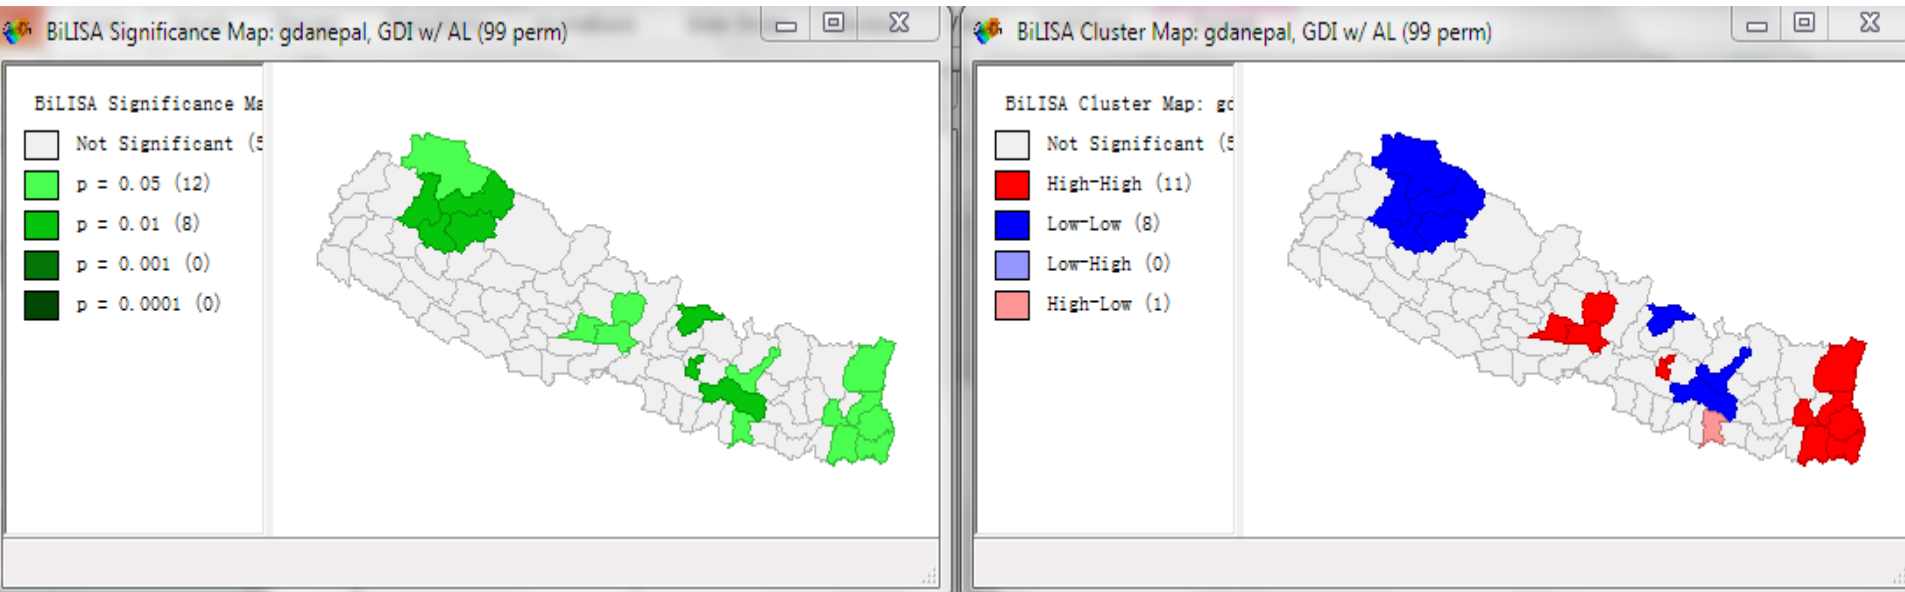 BiLISA Significance Map: gdanepal, GDI w/ AL (99 perm)
BiLISA Significance Ma
Not Significant (5
p = 0.05 (12)
p = 0.01 (8)
p = 0.001 (0)
p = 0.0001 (0)
BiLISA Cluster Map: gdanepal, GDI w/ AL (99 perm)
BiLISA Cluster Map: gd
Not Significant (5
High-High (11)
Low-Low (8)
Low-High (0)
High-Low (1)